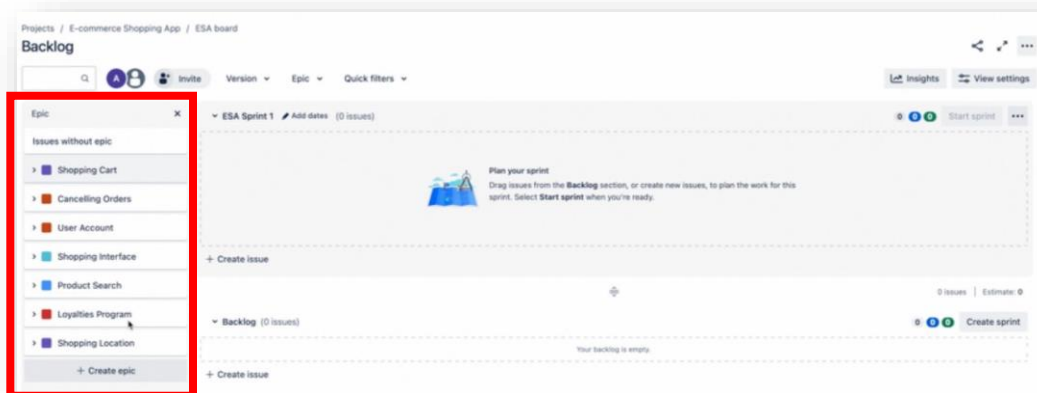 Projects / E-commerce Shopping App / ESA board
Backlog
A Invite Version Epic Quick filters Insights View settings
Epic
Issues without epic
Shopping Cart
Cancelling Orders
User Account
Shopping Interface
Product Search
Loyalties Program
Shopping Location
+ Create epic
ESA Sprint 1 Add dates (0 issues) 0 0 0 Start sprint
Plan your sprint
Drag issues from the Backlog section, or create new issues, to plan the work for this
sprint. Select Start sprint when you're ready.
+ Create issue
0 issues | Estimate: 0
Backlog (0 issues) 0 0 0 Create sprint
Your backlog is empty.
+ Create issue